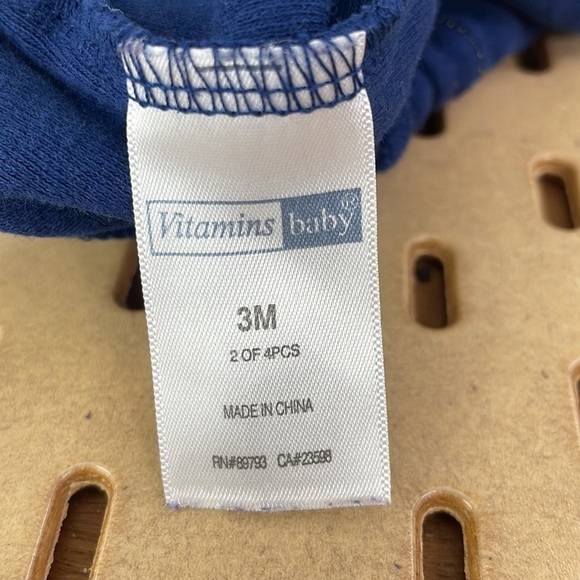 Vitamins baby®
3M
2 OF 4PCS
MADE IN CHINA
RN#89793 CA#23598